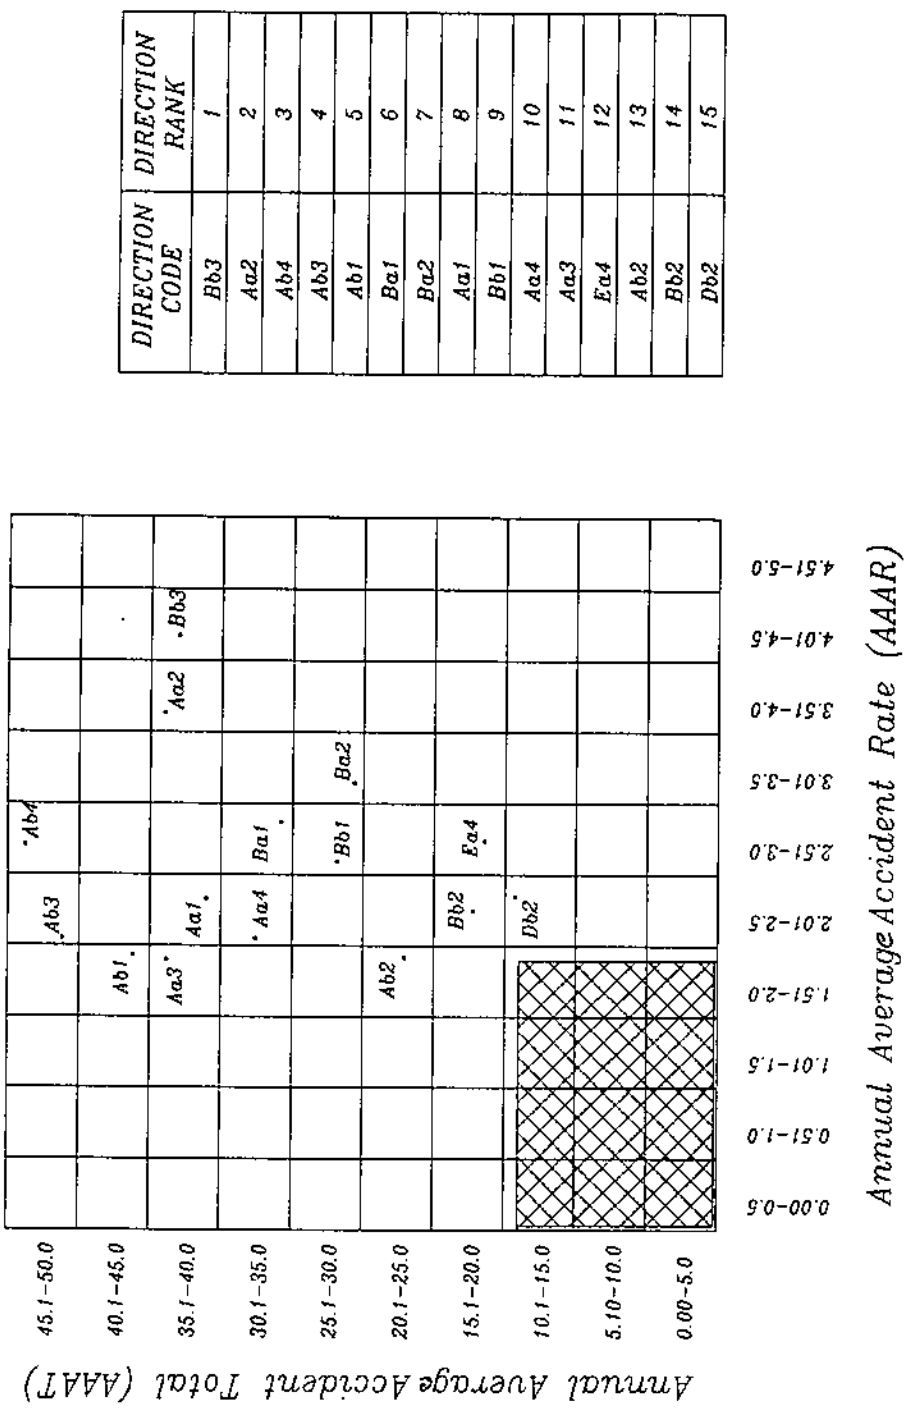 DIRECTION CODE DIRECTION RANK
Bb3 1
Aa2 2
Ab4 3
Ab3 4
Ab1 5
Ba1 6
Ba2 7
Aa1 8
Bb1 9
Aa4 10
Aa3 11
Ea4 12
Ab2 13
Bb2 14
Db2 15
Annual Average Accident Total (AAAT)
45.1-50.0
40.1-45.0
35.1-40.0
30.1-35.0
25.1-30.0
20.1-25.0
15.1-20.0
10.1-15.0
5.10-10.0
0.00-5.0
Ab3
Ab4
Ab1
Aa3
Aa1
Aa2
Bb3
Aa4
Ba1
Bb1
Ba2
Ab2
Bb2
Ea4
Db2
0.00-0.5
0.51-1.0
1.01-1.5
1.51-2.0
2.01-2.5
2.51-3.0
3.01-3.5
3.51-4.0
4.01-4.5
4.51-5.0
Annual Average Accident Rate (AAAR)